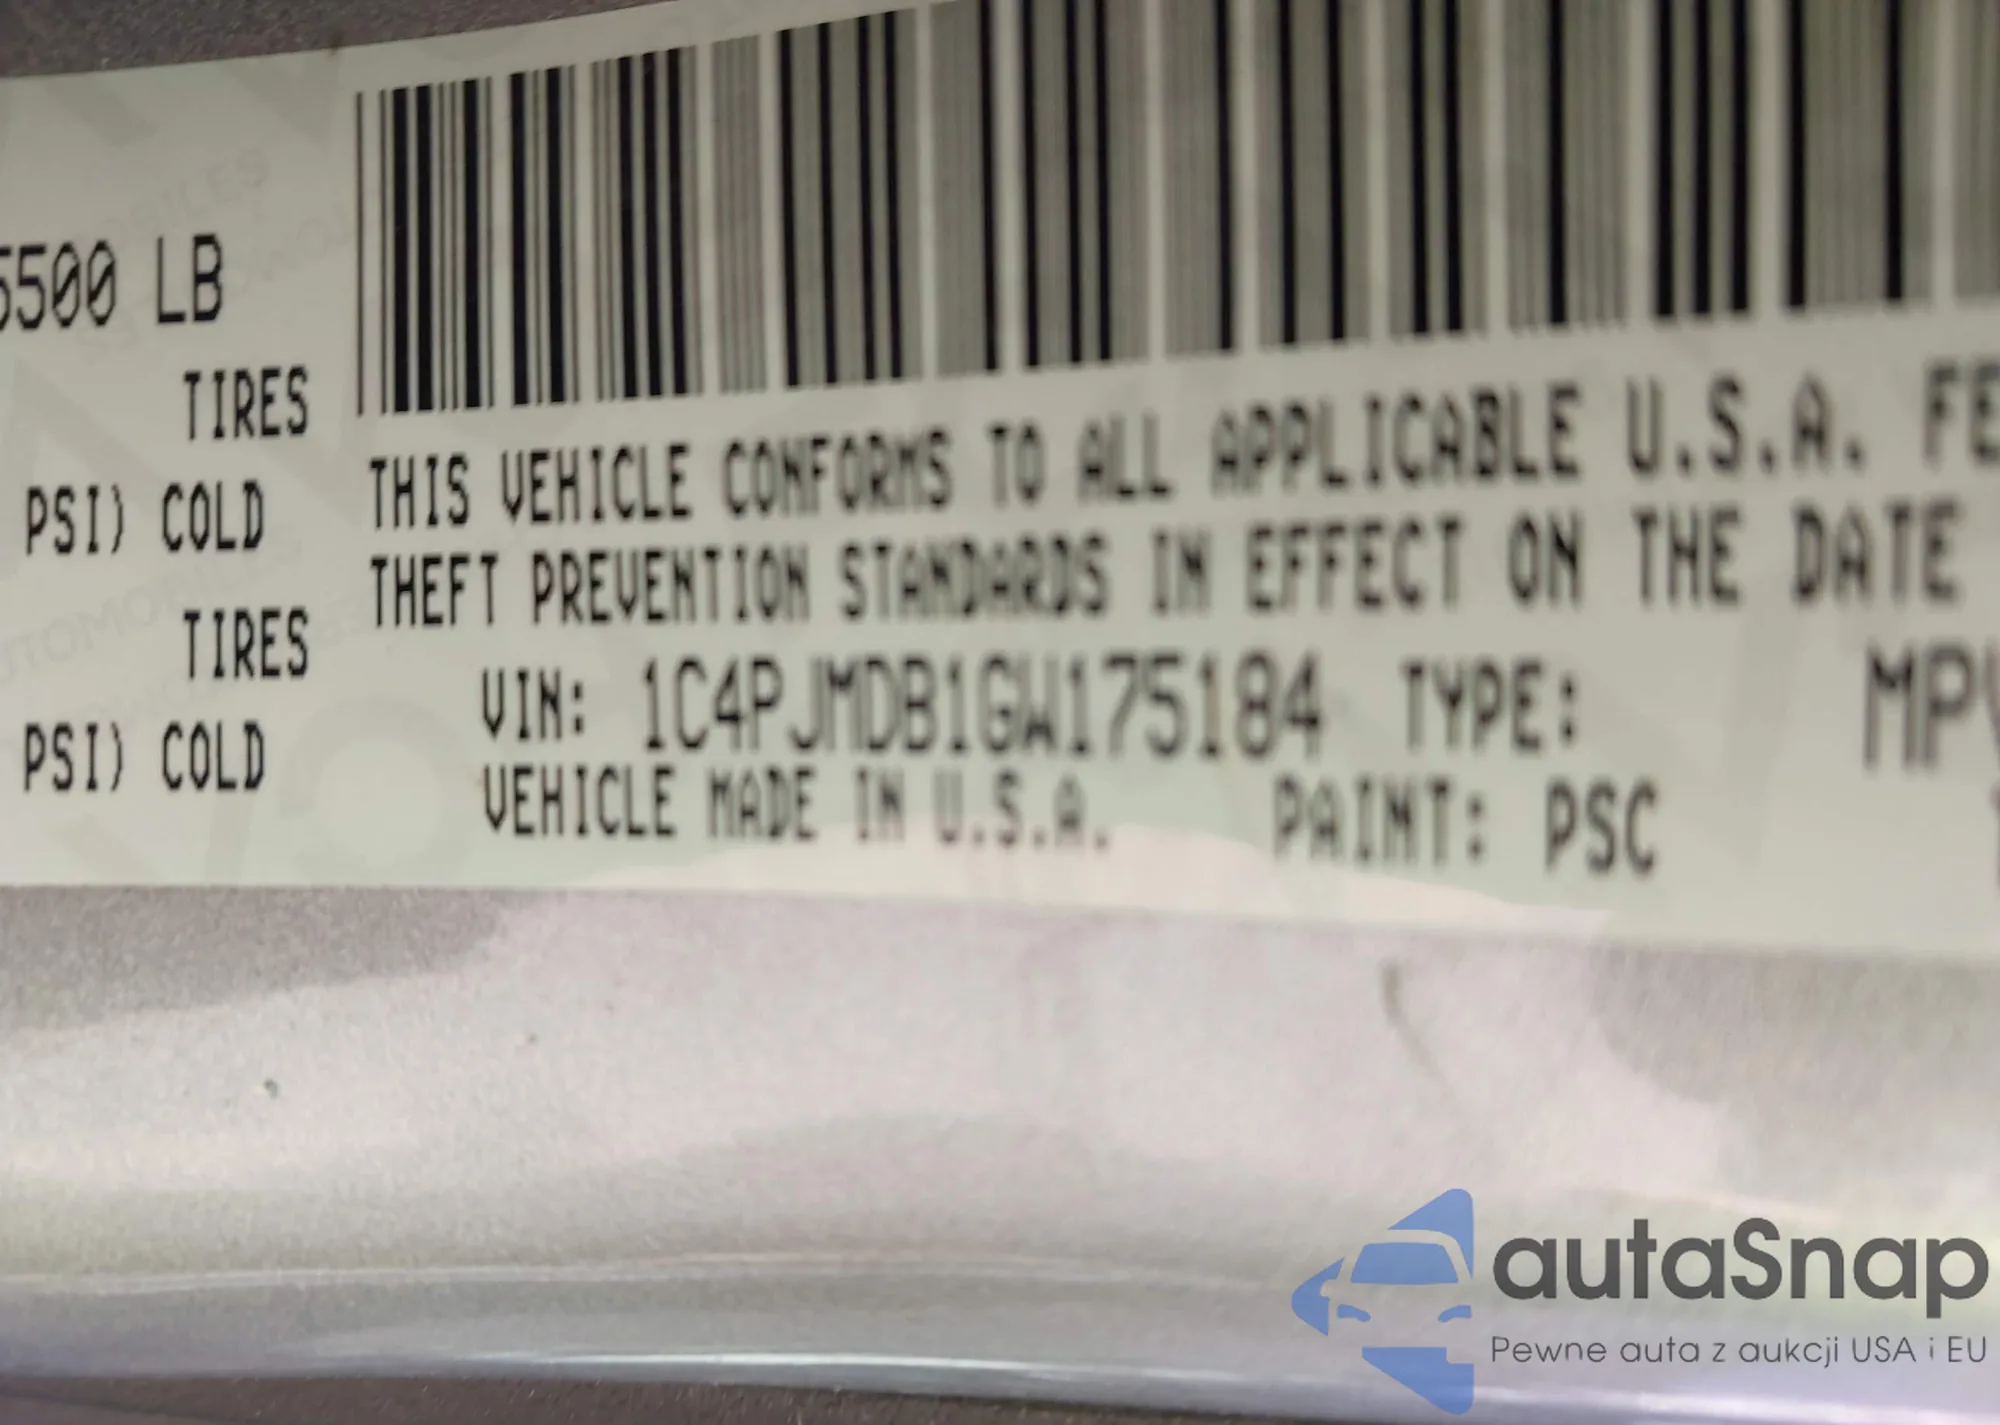 5500 LB
TIRES
PSI) COLD
TIRES
PSI) COLD
THIS VEHICLE CONFORMS TO ALL APPLICABLE U.S.A. FE
THEFT PREVENTION STANDARDS IN EFFECT ON THE DATE
VIN: 1C4PJMDB1GW175184 TYPE: MPV
VEHICLE MADE IN U.S.A. PAINT: PSC
autaSnap
Pewne auta z aukcji USA i EU